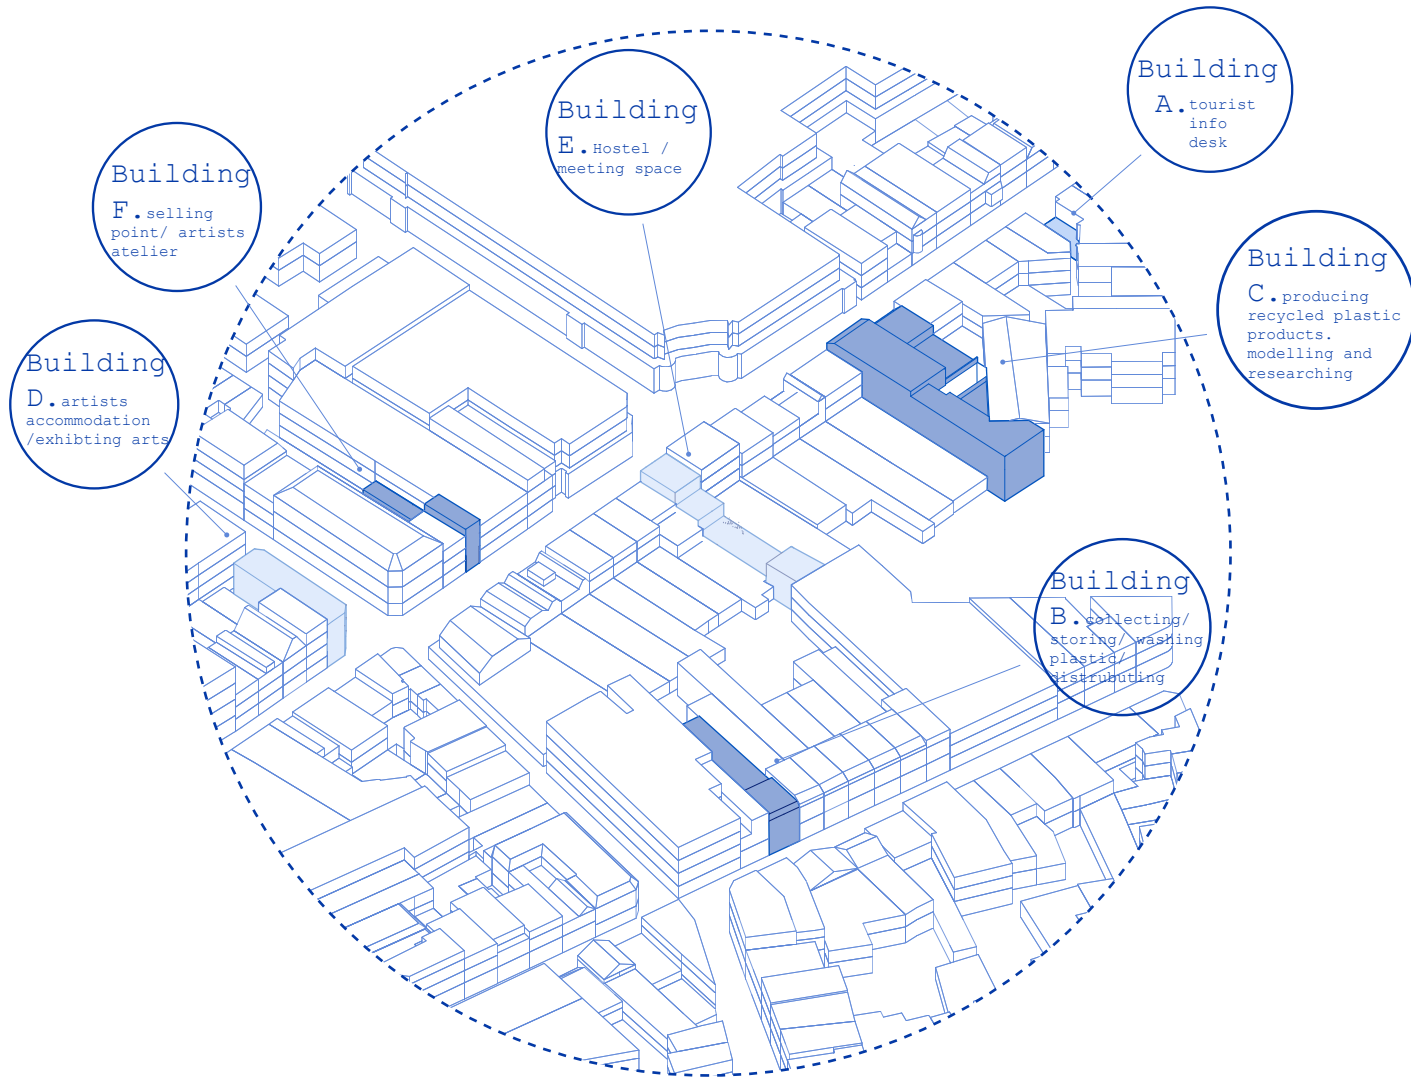 Building
A. tourist
info
desk
Building
E. Hostel /
meeting space
Building
F. selling
point/ artists
atelier
Building
C. producing
recycled plastic
products.
modelling and
researching
Building
D. artists
accommodation
/exhibting arts
Building
B. collecting/
storing/ washing
plastic/
distrubuting